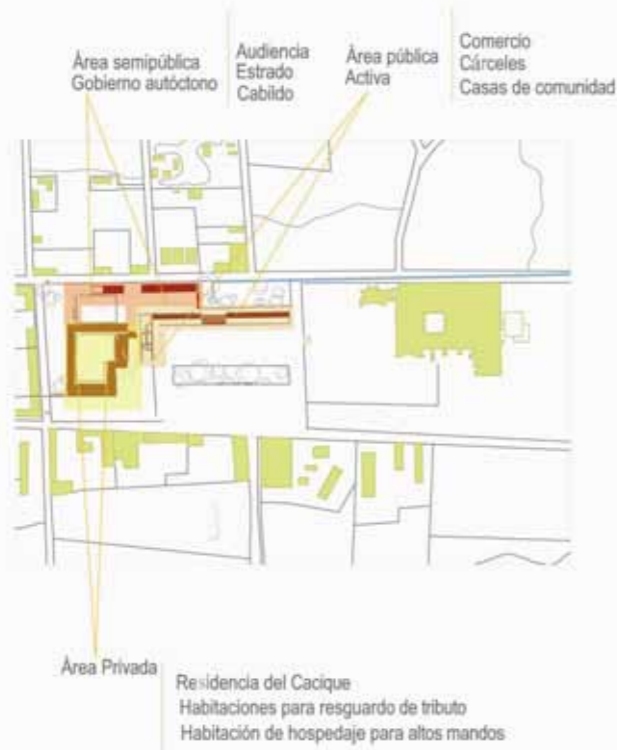 Área semipública
Gobierno autóctono
Audiencia
Estrado
Cabildo
Área pública
Activa
Comercio
Cárceles
Casas de comunidad
Área Privada
Residencia del Cacique
Habitaciones para resguardo de tributo
Habitación de hospedaje para altos mandos